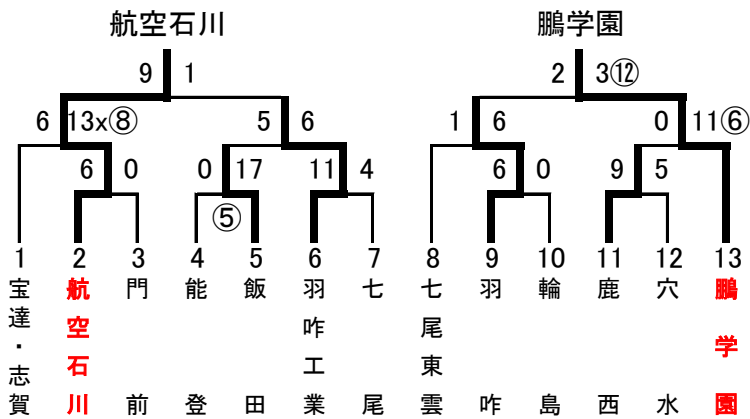 航空石川 鵬学園
9 1 2 3⑫
6 13x⑧ 5 6 1 6 0 11⑥
6 0 0 17 11 4 6 0 9 5
⑤
1 2 3 4 5 6 7 8 9 10 11 12 13
宝達・志賀
航空石川
門前
能登
飯田
羽咋工業
七尾
七尾東雲
羽咋
輪島
鹿西
穴水
鵬学園